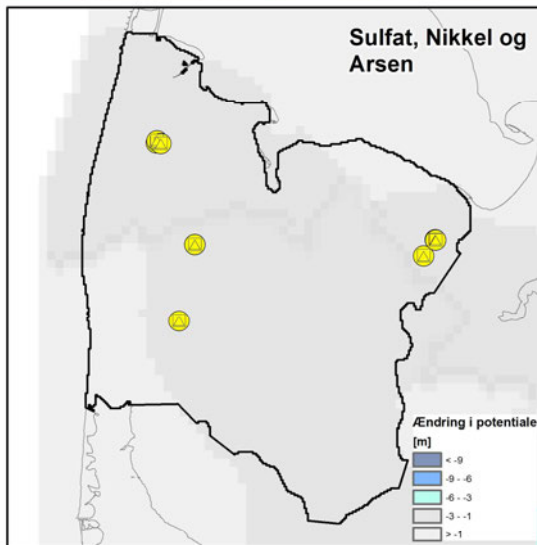 Sulfat, Nikkel og
Arsen
Ændring i potentiale
[m]
< -9
-9 - -6
-6 - -3
-3 - -1
> -1